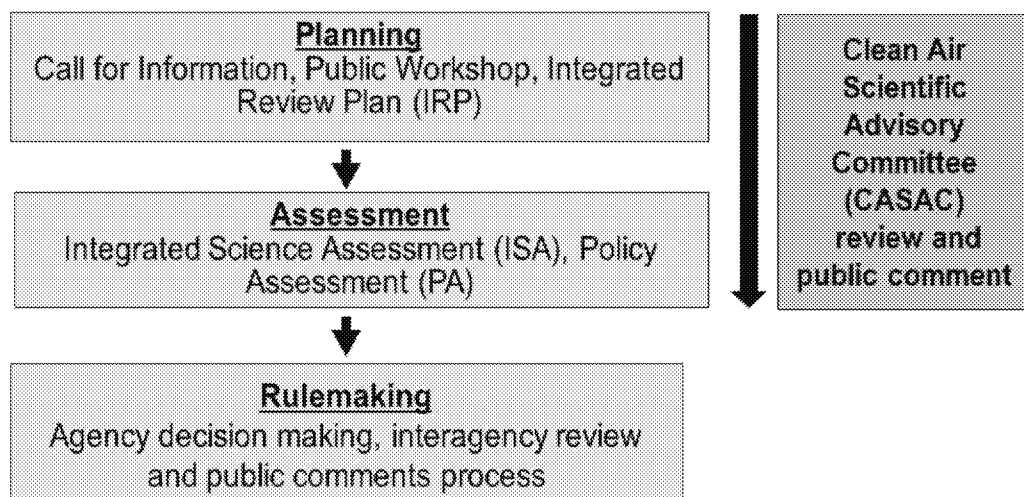 Planning
Call for Information, Public Workshop, Integrated
Review Plan (IRP)
Assessment
Integrated Science Assessment (ISA), Policy
Assessment (PA)
Rulemaking
Agency decision making, interagency review
and public comments process
Clean Air
Scientific
Advisory
Committee
(CASAC)
review and
public comment